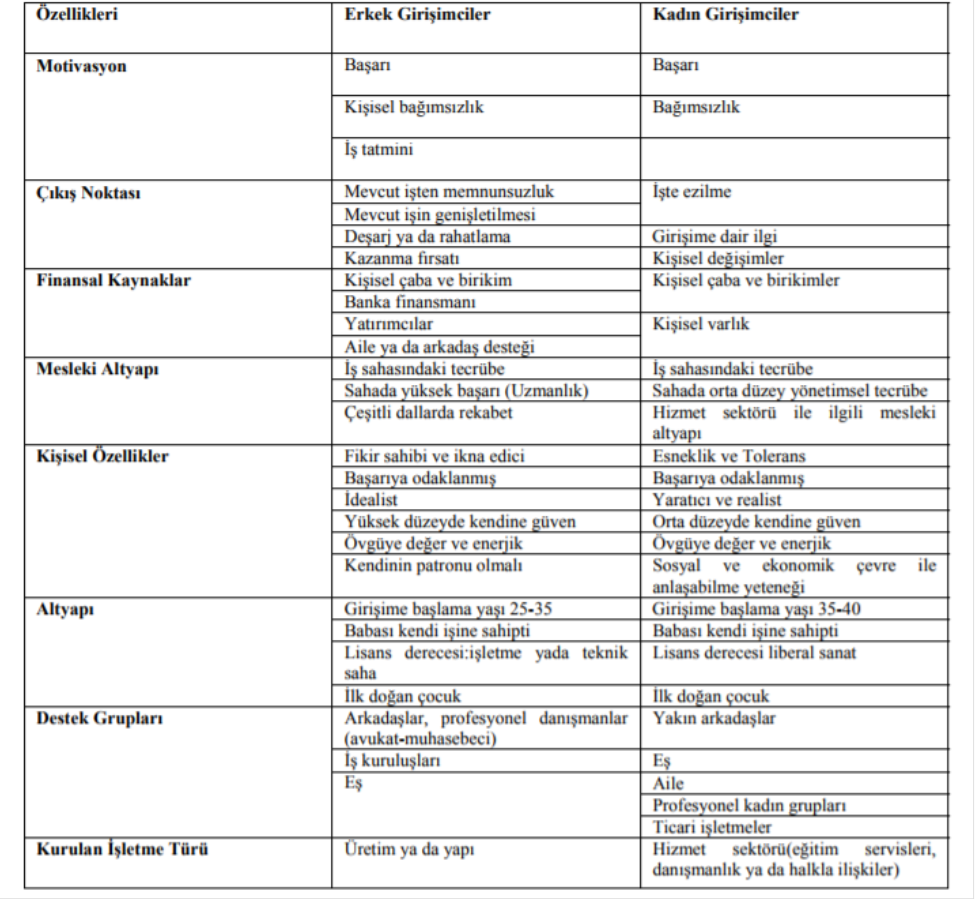 Özellikleri Erkek Girişimciler Kadın Girişimciler
Motivasyon Başarı Başarı
Kişisel bağımsızlık Bağımsızlık
İş tatmini
Çıkış Noktası Mevcut işten memnunsuzluk İşte ezilme
Mevcut işin genişletilmesi
Deşarj ya da rahatlama Girişime dair ilgi
Kazanma fırsatı Kişisel değişimler
Finansal Kaynaklar Kişisel çaba ve birikim Kişisel çaba ve birikimler
Banka finansmanı
Yatırımcılar Kişisel varlık
Aile ya da arkadaş desteği
Mesleki Altyapı İş sahasındaki tecrübe İş sahasındaki tecrübe
Sahada yüksek başarı (Uzmanlık) Sahada orta düzey yönetimsel tecrübe
Çeşitli dallarda rekabet Hizmet sektörü ile ilgili mesleki
altyapı
Kişisel Özellikler Fikir sahibi ve ikna edici Esneklik ve Tolerans
Başarıya odaklanmış Başarıya odaklanmış
İdealist Yaratıcı ve realist
Yüksek düzeyde kendine güven Orta düzeyde kendine güven
Övgüye değer ve enerjik Övgüye değer ve enerjik
Kendinin patronu olmalı Sosyal ve ekonomik çevre ile
anlaşabilme yeteneği
Altyapı Girişime başlama yaşı 25-35 Girişime başlama yaşı 35-40
Babası kendi işine sahipti Babası kendi işine sahipti
Lisans derecesi:işletme yada teknik Lisans derecesi liberal sanat
saha
İlk doğan çocuk İlk doğan çocuk
Destek Grupları Arkadaşlar, profesyonel danışmanlar Yakın arkadaşlar
(avukat-muhasebeci)
İş kuruluşları Eş
Eş Aile
Profesyonel kadın grupları
Ticari işletmeler
Kurulan İşletme Türü Üretim ya da yapı Hizmet sektörü(eğitim servisleri,
danışmanlık ya da halkla ilişkiler)